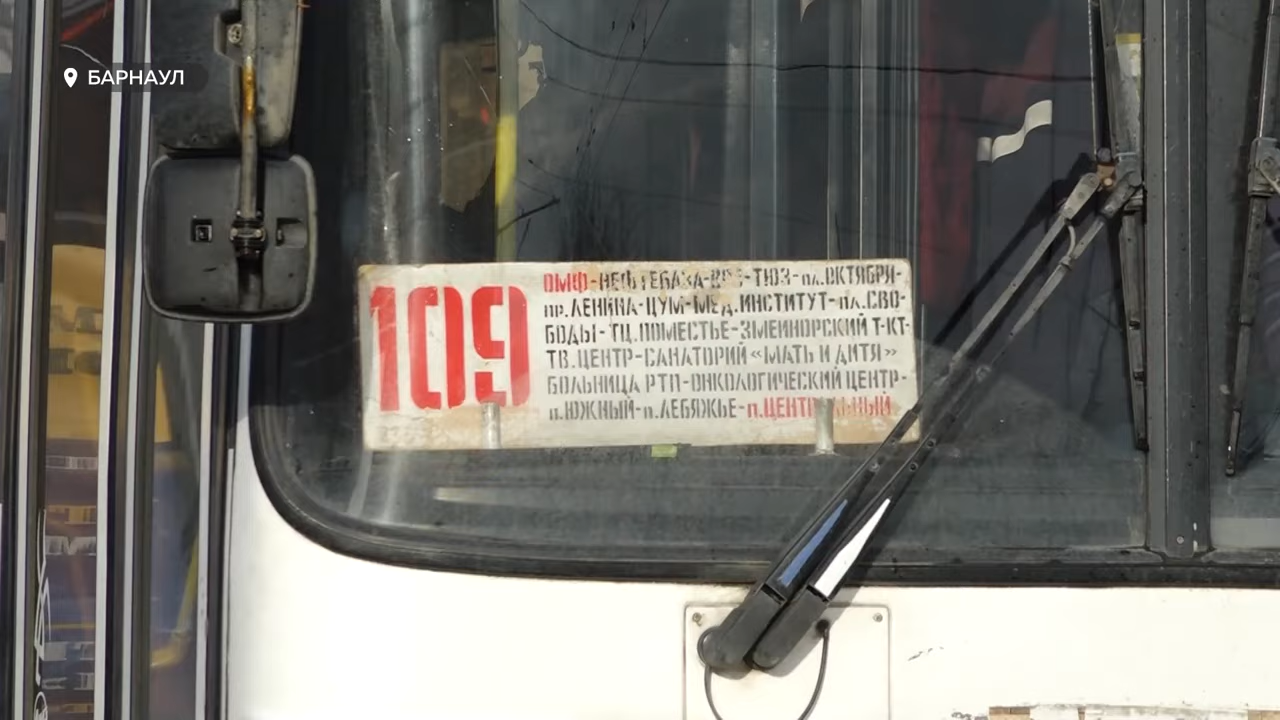 БАРНАУЛ
109
ОМФ-НЕФТЕБАЗА-ВРЗ-ТЮЗ-пл.ОКТЯБРЯ-
пр.ЛЕНИНА-ЦУМ-МЕД.ИНСТИТУТ-пл.СВО-
БОДЫ-ТЦ.ПОМЕСТЬЕ-ЗМЕИНОРСКИЙ Т-КТ-
ТВ.ЦЕНТР-САНАТОРИЙ «МАТЬ И ДИТЯ»
БОЛЬНИЦА РТП-ОНКОЛОГИЧЕСКИЙ ЦЕНТР-
п.ЮЖНЫЙ-п.ЛЕБЯЖЬЕ-п.ЦЕНТРАЛЬНЫЙ